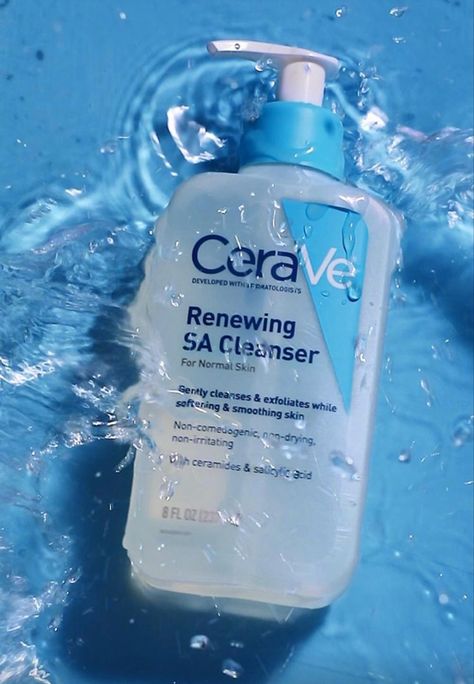 CeraVe
DEVELOPED WITH
Renewing
SA Cleanser
For Normal Skin
Gently cleanses & exfoliates while
softening & smoothing skin
Non-comedogenic, non-drying,
non-irritating
With ceramides & salicylic acid
8 FL OZ